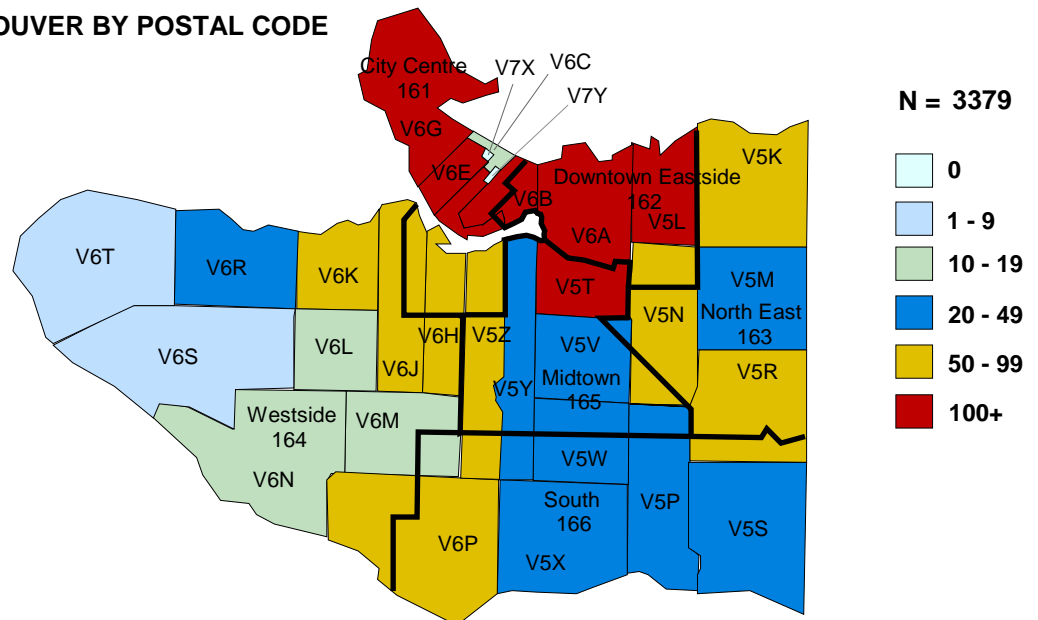 OUVER BY POSTAL CODE
City Centre
161
V7X
V6C
V7Y
V6G
V6E
V6B
Downtown Eastside
162
V5L
V6A
V5K
V6T
V6R
V6K
V5T
V5M
North East
163
V6S
V6L
V6J
V6H
V5Z
V5Y
V5V
Midtown
165
V5N
V5R
Westside
164
V6M
V6N
V5W
South
166
V5P
V5S
V6P
V5X
N = 3379
0
1 - 9
10 - 19
20 - 49
50 - 99
100+